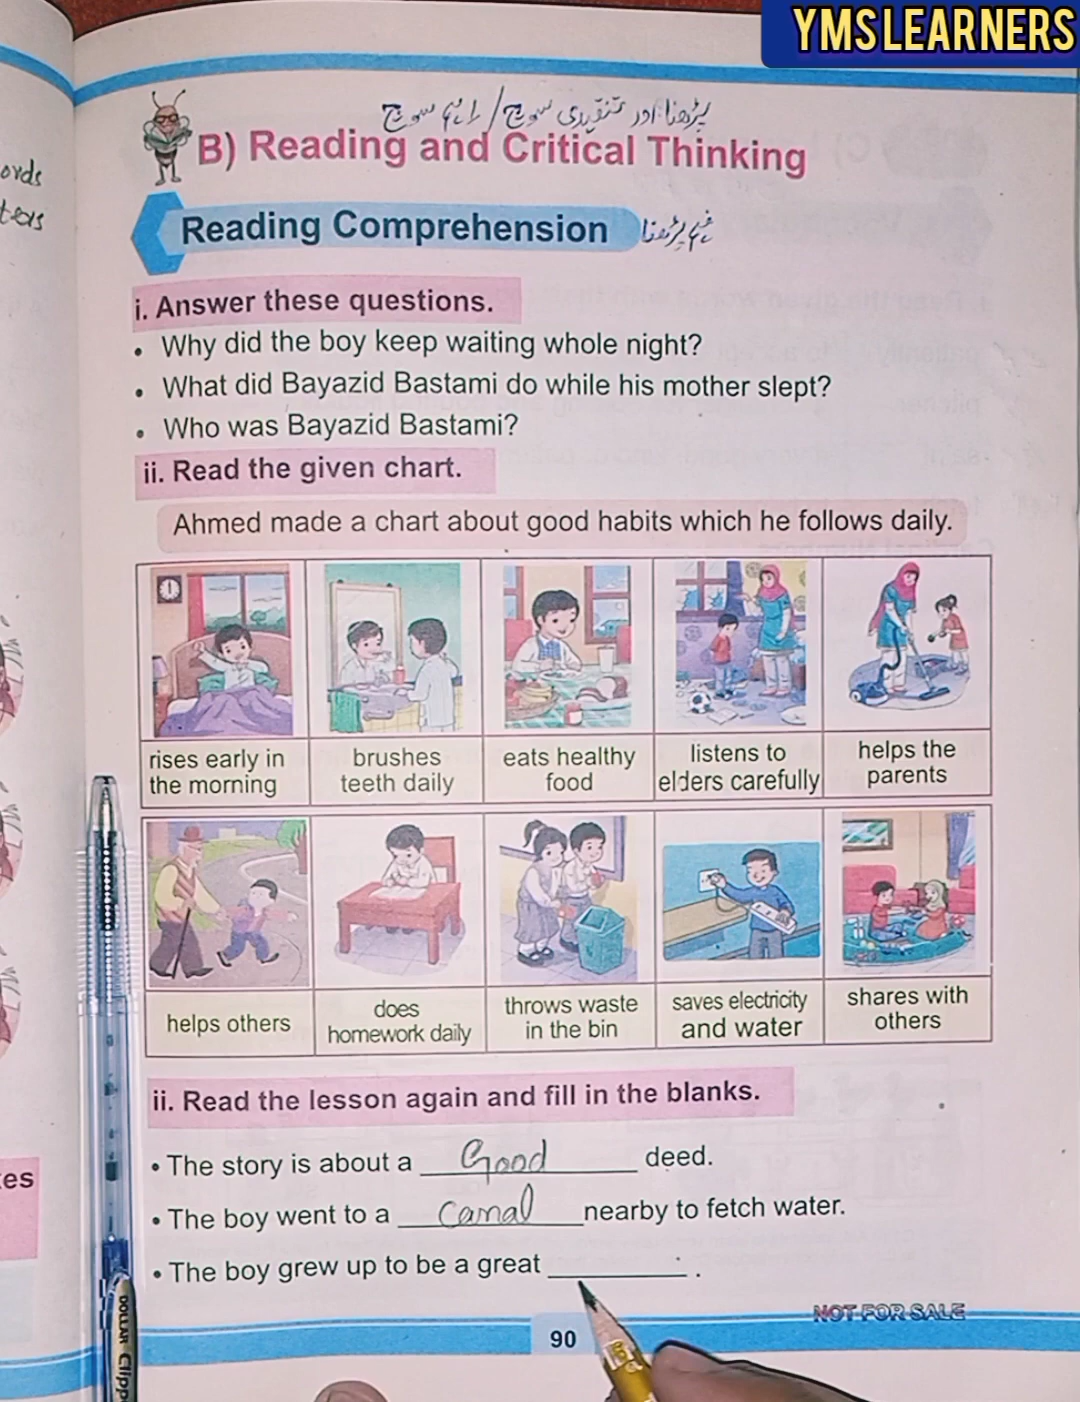 YMS LEARNERS
پڑھنا اور تنقیدی سوچ / اہم سوچ
B) Reading and Critical Thinking
ords
Reading Comprehension
i. Answer these questions.
• Why did the boy keep waiting whole night?
• What did Bayazid Bastami do while his mother slept?
• Who was Bayazid Bastami?
ii. Read the given chart.
Ahmed made a chart about good habits which he follows daily.
rises early in the morning
brushes teeth daily
eats healthy food
listens to elders carefully
helps the parents
helps others
does homework daily
throws waste in the bin
saves electricity and water
shares with others
ii. Read the lesson again and fill in the blanks.
• The story is about a Good deed.
es
• The boy went to a Canal nearby to fetch water.
• The boy grew up to be a great ________ .
NOT FOR SALE
90
DOLLAR Clipp